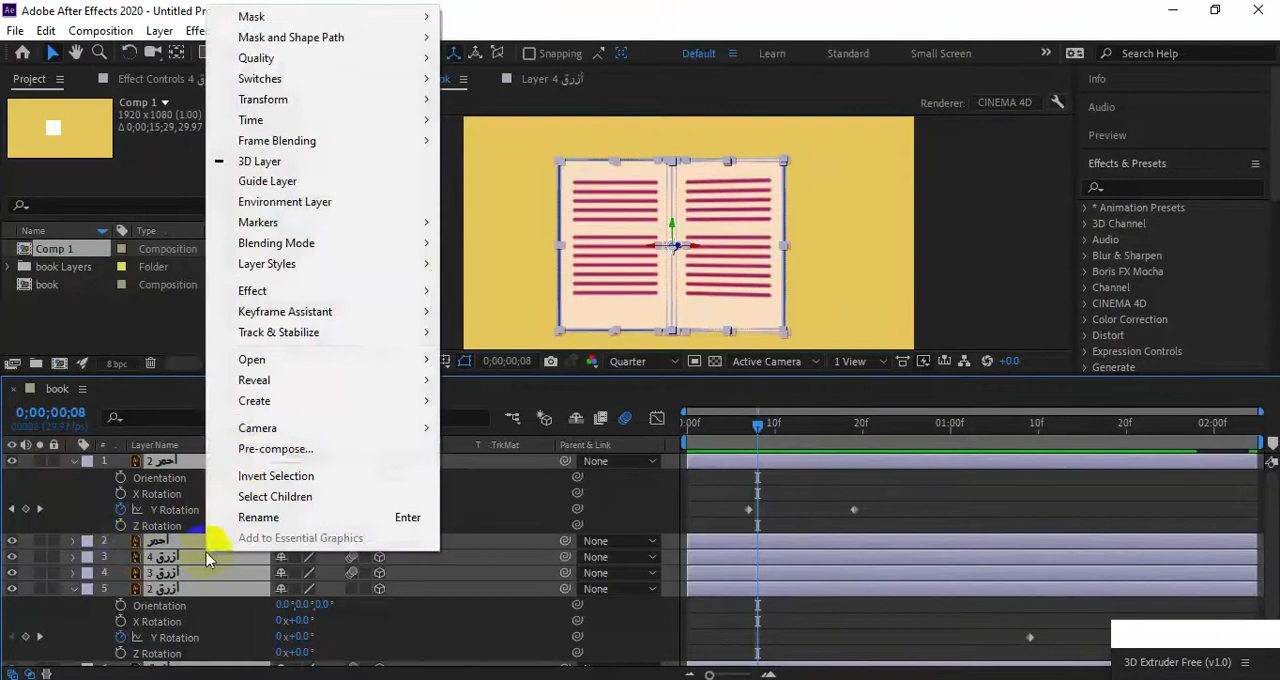 Adobe After Effects 2020 - Untitled Pr
File Edit Composition Layer Effe
Snapping Default Learn Standard Small Screen Search Help
Project Effect Controls أزرق 4
ok Layer أزرق 4
Comp 1
1920 x 1080 (1.00)
Δ 0;00;15;29, 29.97
Renderer: CINEMA 4D
Name Type
Comp 1 Composition
book Layers Folder
book Composition
8 bpc
Mask
Mask and Shape Path
Quality
Switches
Transform
Time
Frame Blending
3D Layer
Guide Layer
Environment Layer
Markers
Blending Mode
Layer Styles
Effect
Keyframe Assistant
Track & Stabilize
Open
Reveal
Create
Camera
Pre-compose...
Invert Selection
Select Children
Rename Enter
Add to Essential Graphics
0;00;00;08 Quarter Active Camera 1 View +0.0
Info
Audio
Preview
Effects & Presets
* Animation Presets
3D Channel
Audio
Blur & Sharpen
Boris FX Mocha
Channel
CINEMA 4D
Color Correction
Distort
Expression Controls
Generate
book
0;00;00;08
00008 (29.97 fps)
# Layer Name T .TrkMat Parent & Link
:00f 10f 20f 01:00f 10f 20f 02:00f
1 أحمر 2 None
Orientation
X Rotation
Y Rotation
Z Rotation
2 أحمر None
3 أزرق 4 None
4 أزرق 3 None
5 أزرق 2 None
Orientation 0.0°,0.0°,0.0°
X Rotation 0x+0.0°
Y Rotation 0x+0.0°
Z Rotation 0x+0.0°
3D Extruder Free (v1.0)